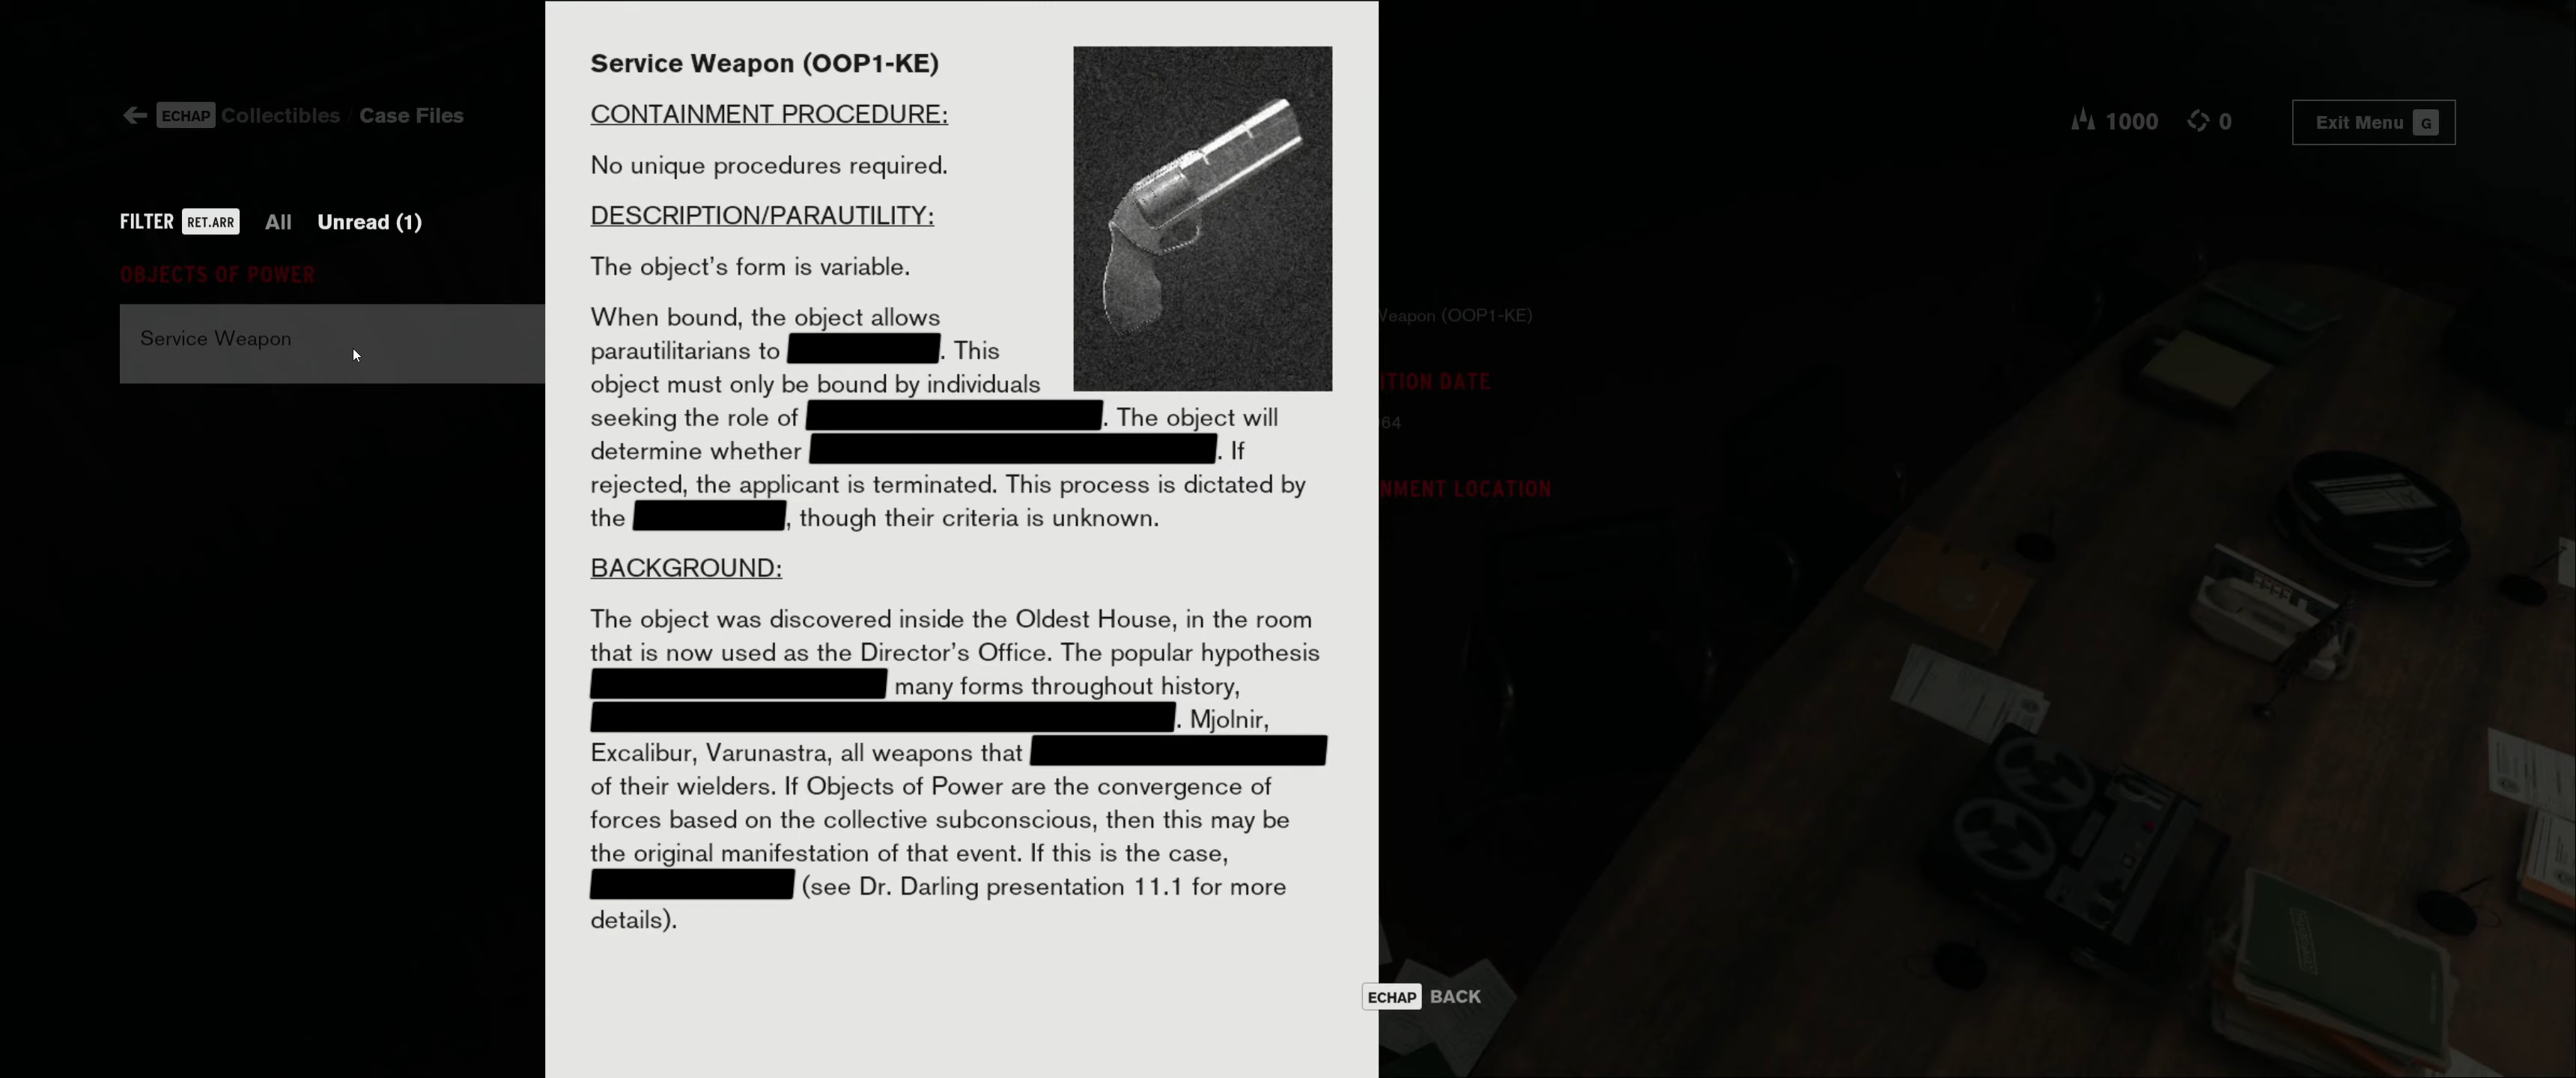 ECHAP Collectibles / Case Files
1000 0 Exit Menu G
FILTER RET.ARR All Unread (1)
OBJECTS OF POWER
Service Weapon
Service Weapon (OOP1-KE)
CONTAINMENT PROCEDURE:
No unique procedures required.
DESCRIPTION/PARAUTILITY:
The object's form is variable.
When bound, the object allows
parautilitarians to . This
object must only be bound by individuals
seeking the role of . The object will
determine whether . If
rejected, the applicant is terminated. This process is dictated by
the , though their criteria is unknown.
BACKGROUND:
The object was discovered inside the Oldest House, in the room
that is now used as the Director's Office. The popular hypothesis
many forms throughout history,
. Mjolnir,
Excalibur, Varunastra, all weapons that
of their wielders. If Objects of Power are the convergence of
forces based on the collective subconscious, then this may be
the original manifestation of that event. If this is the case,
(see Dr. Darling presentation 11.1 for more
details).
Weapon (OOP1-KE)
ITION DATE
64
NMENT LOCATION
ECHAP BACK